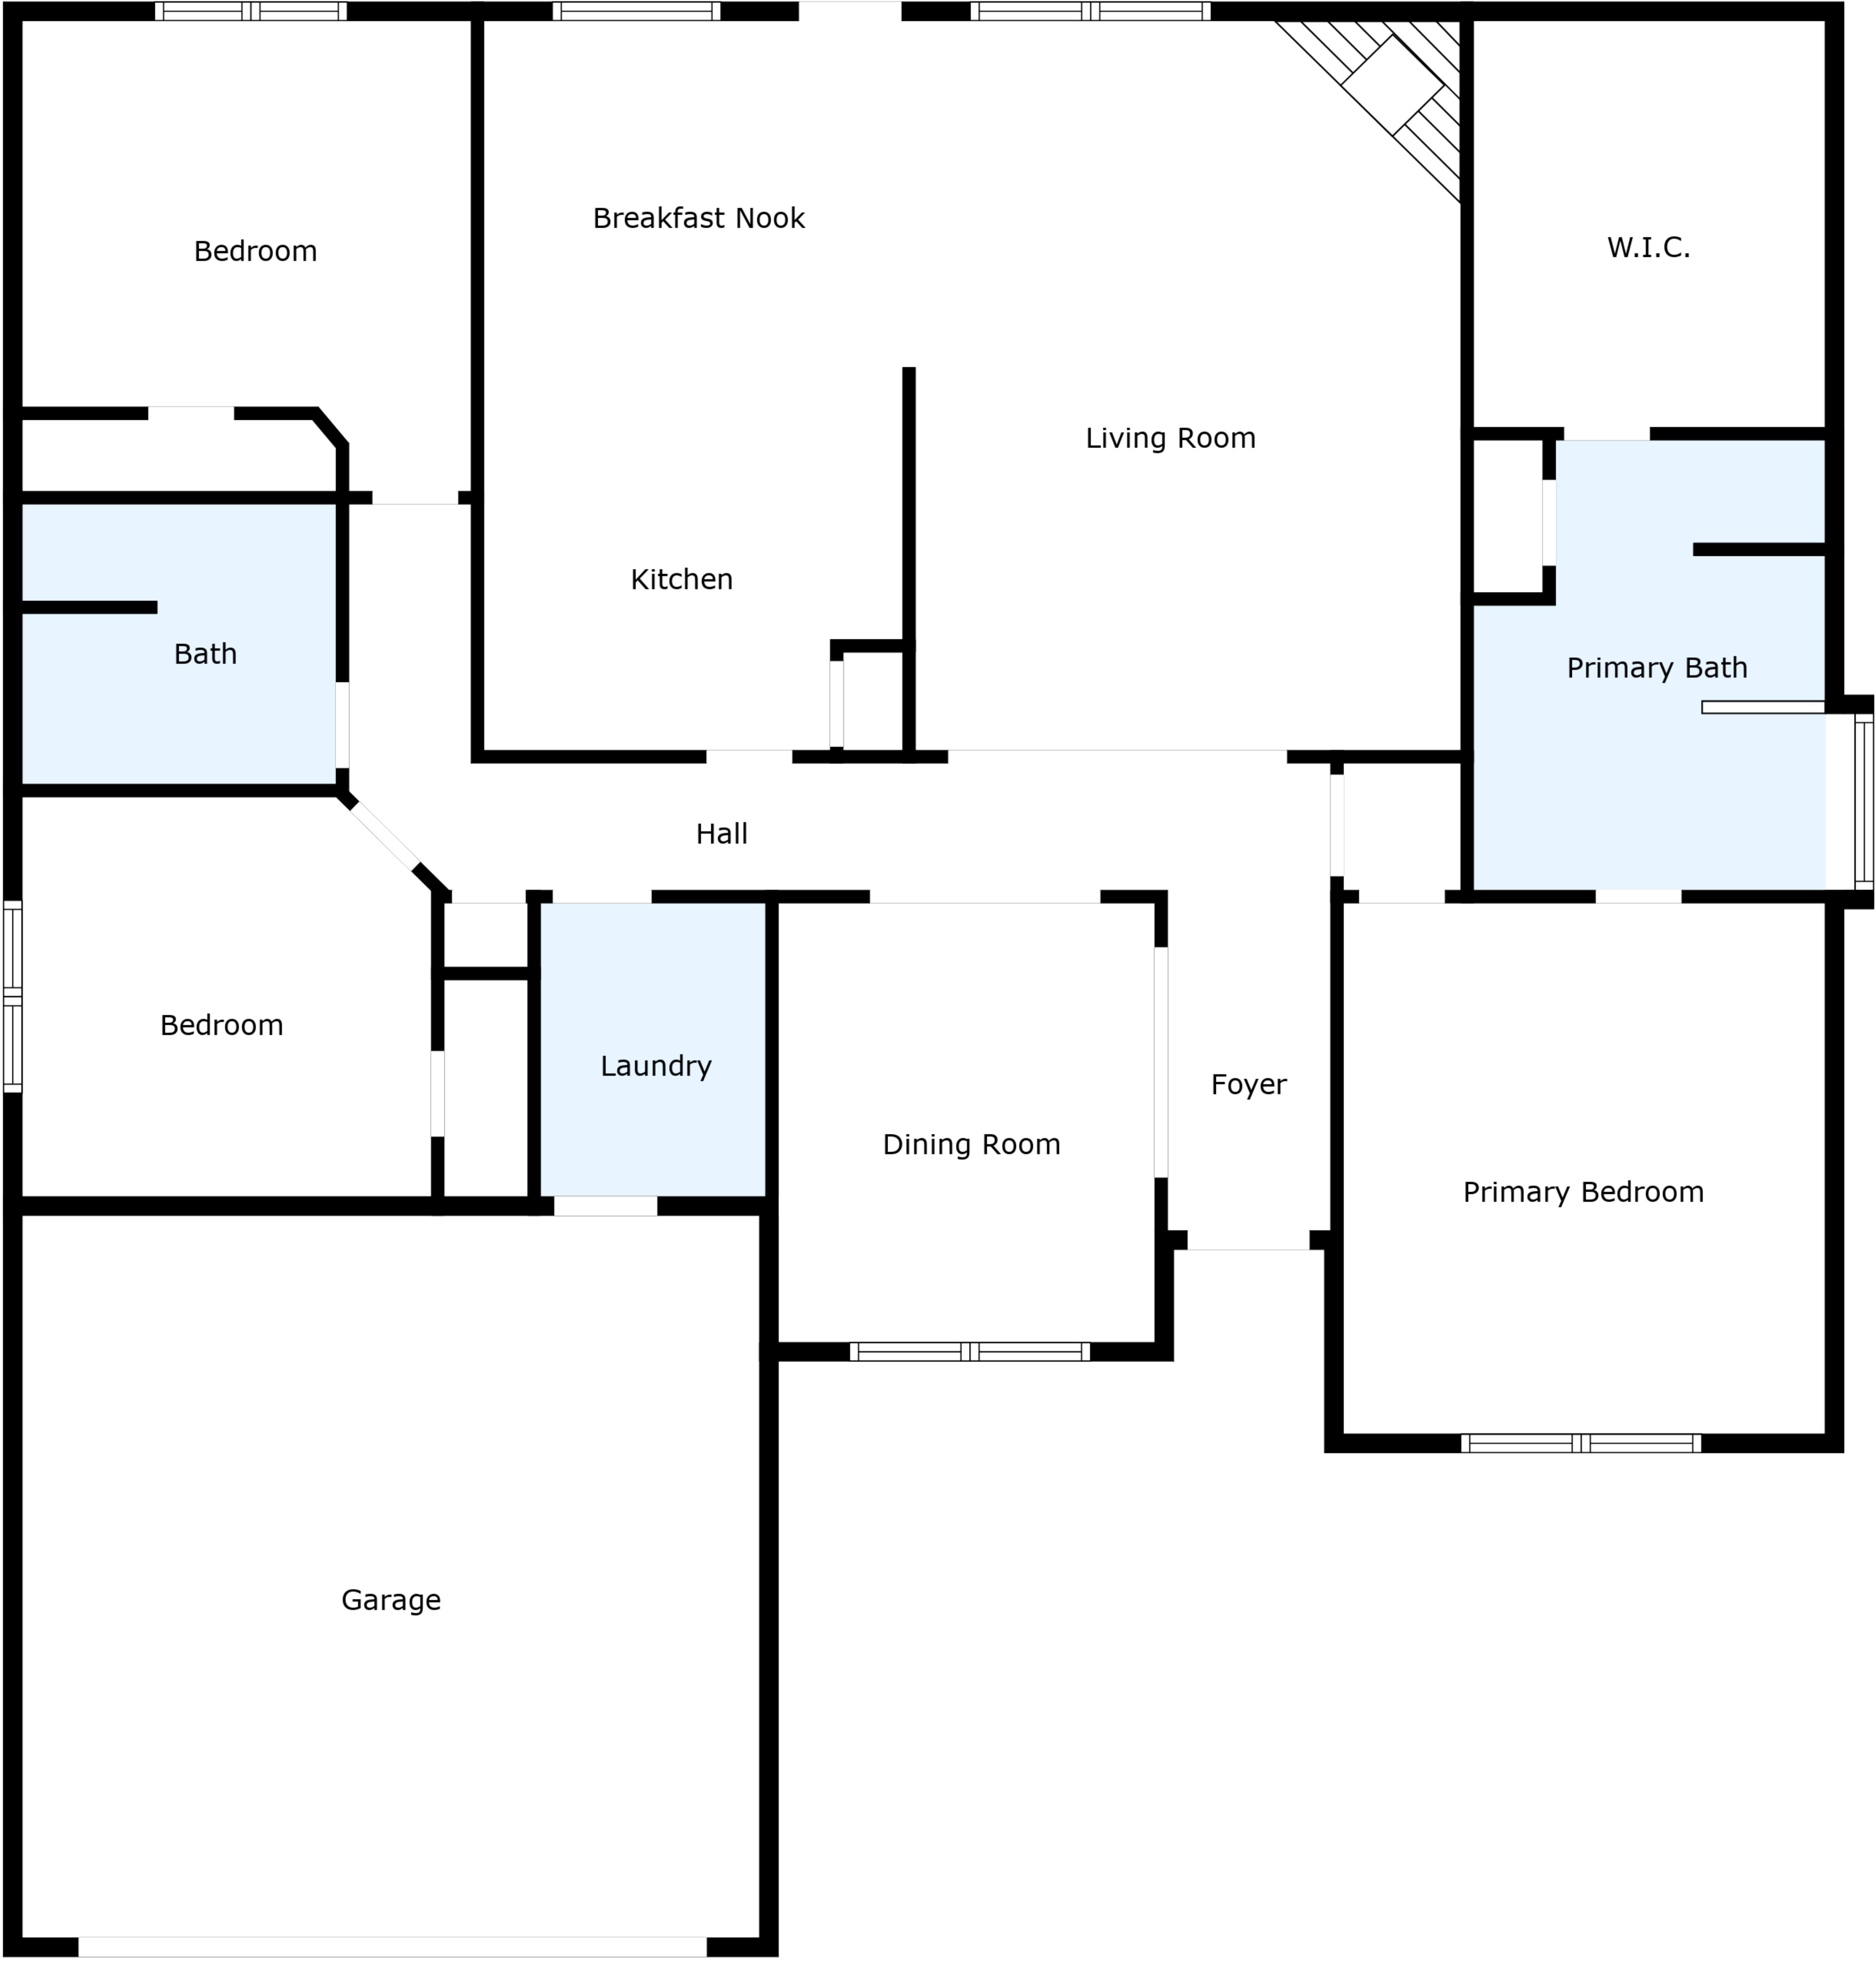 Breakfast Nook
W.I.C.
Bedroom
Living Room
Kitchen
Bath
Primary Bath
Hall
Bedroom
Laundry
Foyer
Dining Room
Primary Bedroom
Garage